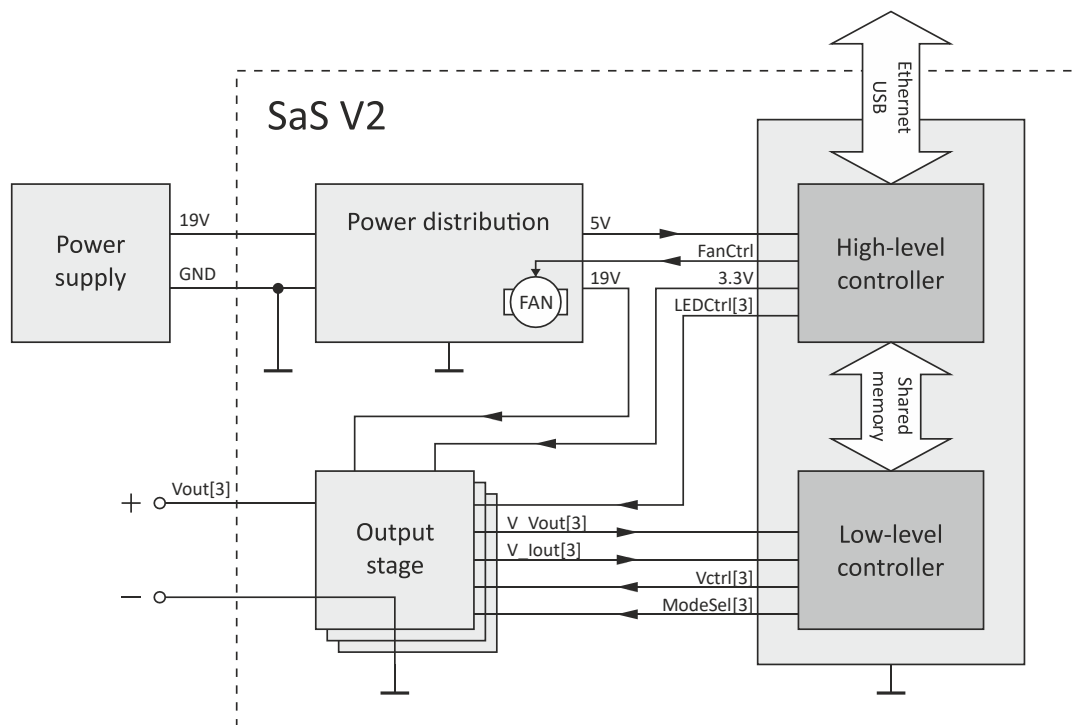 Ethernet
USB
SaS V2
Power
supply
19V
GND
Power distribution
FAN
5V
FanCtrl
19V
3.3V
LEDCtrl[3]
High-level
controller
Shared
memory
+
Vout[3]
−
Output
stage
V_Vout[3]
V_Iout[3]
Vctrl[3]
ModeSel[3]
Low-level
controller